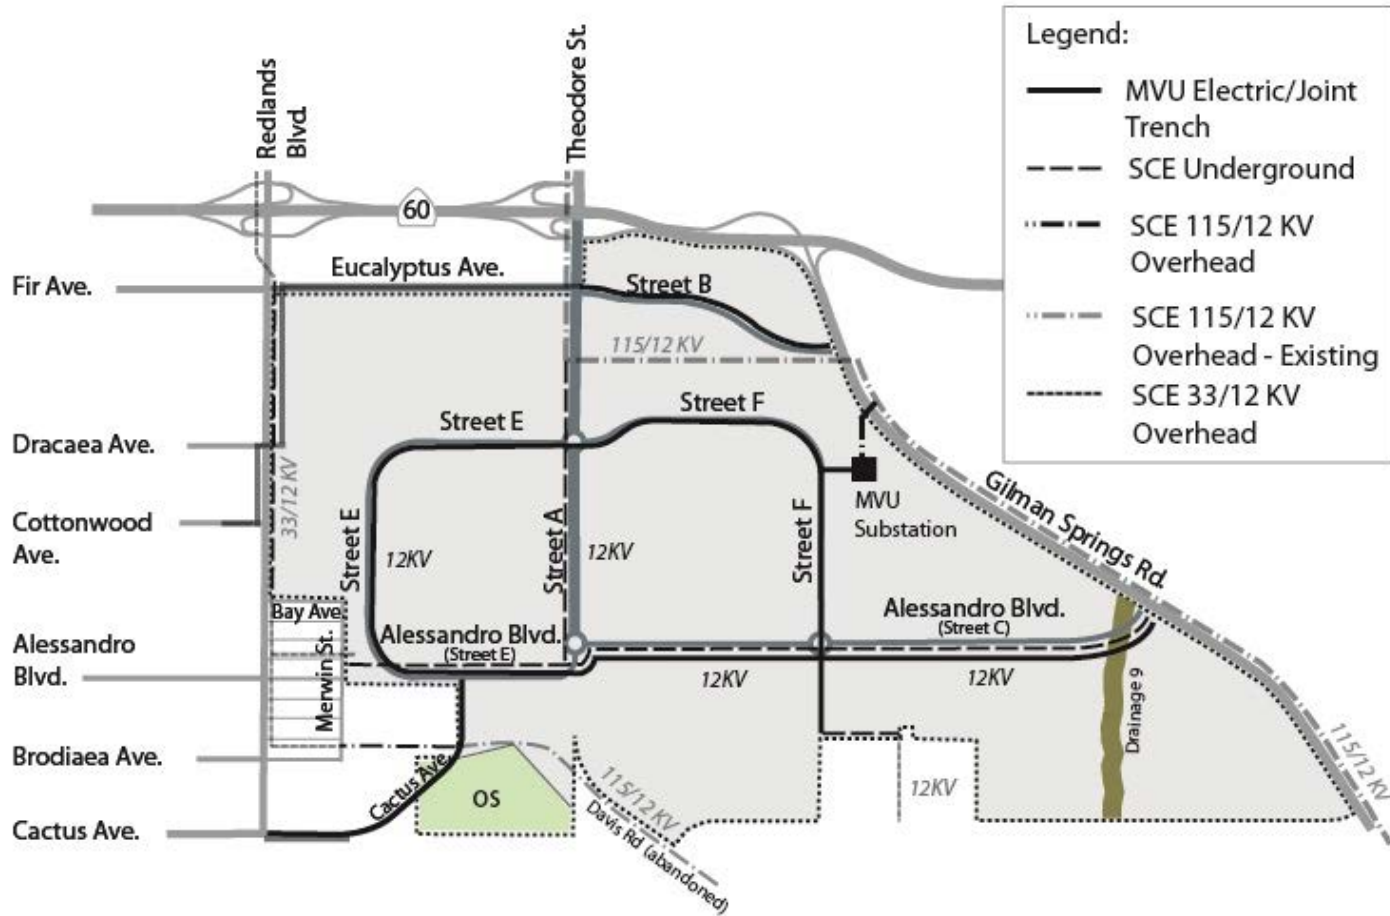 Legend:
MVU Electric/Joint
Trench
SCE Underground
SCE 115/12 KV
Overhead
SCE 115/12 KV
Overhead - Existing
SCE 33/12 KV
Overhead
Redlands
Blvd.
Theodore St.
60
Eucalyptus Ave.
Fir Ave.
Street B
115/12 KV
Street F
Street E
Dracaea Ave.
33/12 KV
Cottonwood
Ave.
Street E
12KV
Street A
12KV
Street F
MVU
Substation
Gilman Springs Rd.
Bay Ave.
Merwin St.
Alessandro
Blvd.
Alessandro Blvd.
(Street E)
Alessandro Blvd.
(Street C)
12KV
12KV
Drainage 9
Brodiaea Ave.
Cactus Ave.
OS
115/12 KV
Davis Rd (abandoned)
12KV
115/12 KV
Cactus Ave.